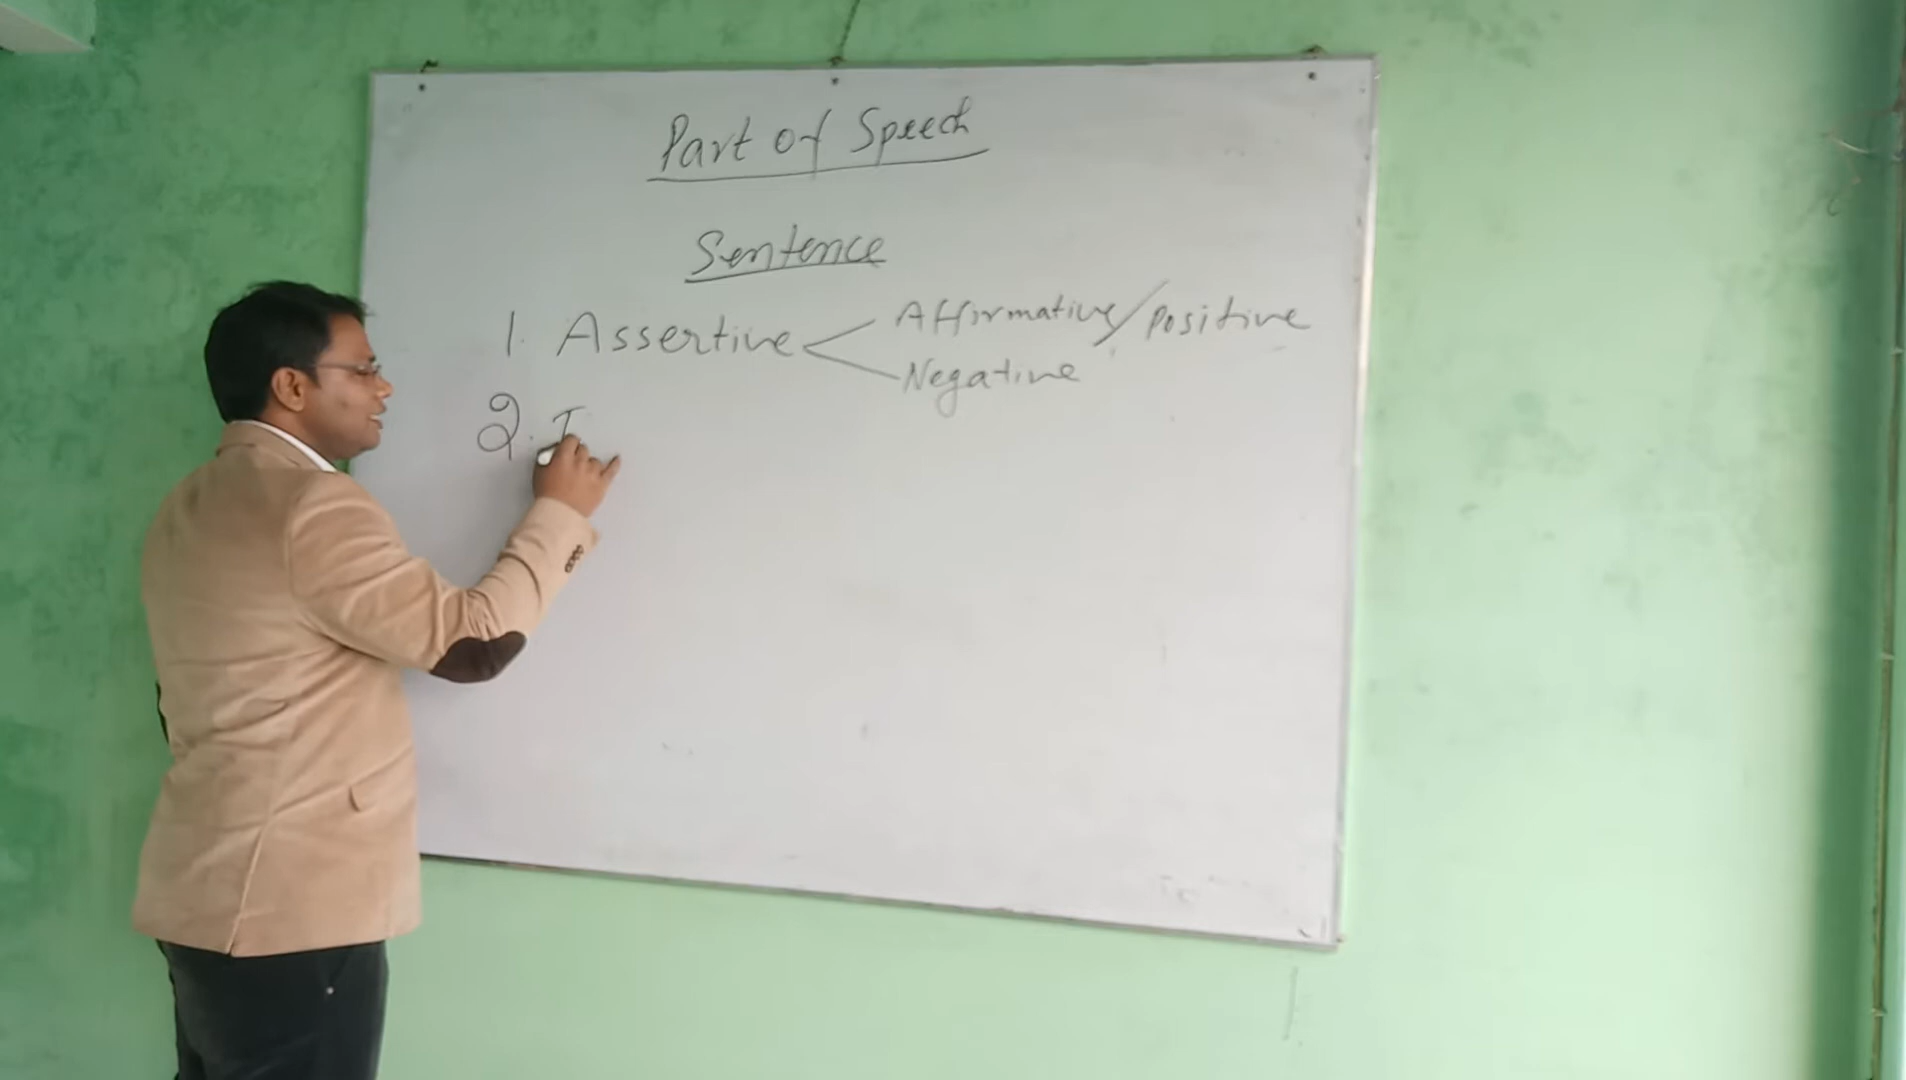 Part of Speech
Sentence
1. Assertive < Affirmative/Positive
Negative
2. I